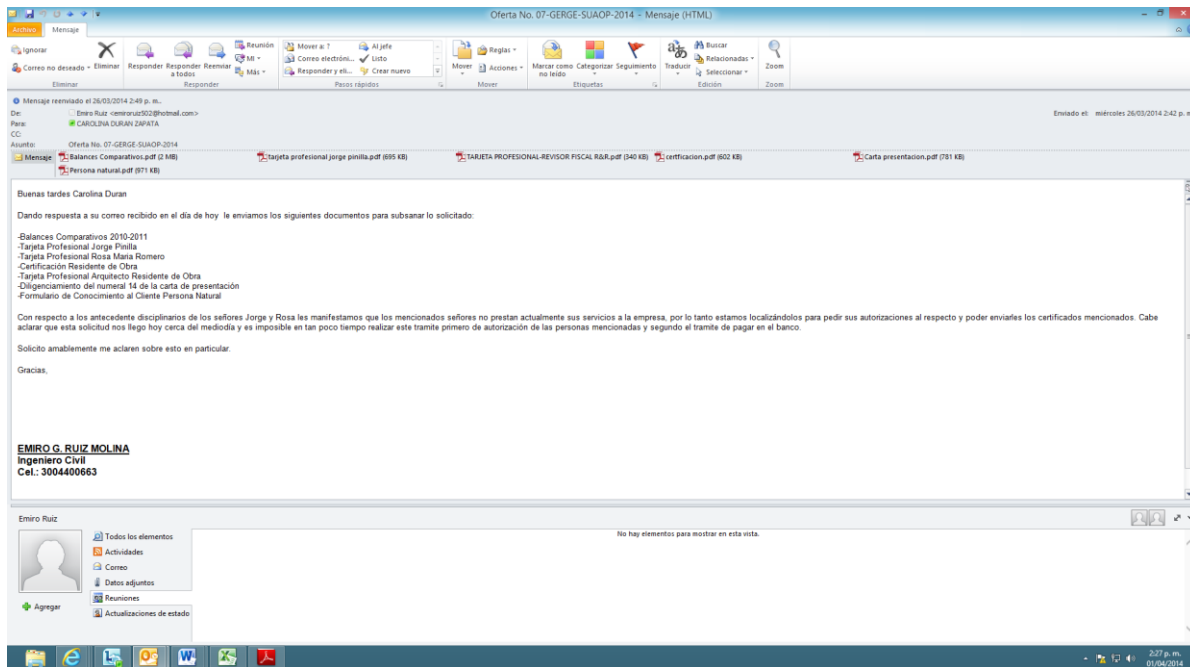 Oferta No. 07-GERGE-SUAOP-2014 - Mensaje (HTML)
Archivo Mensaje
Ignorar
Correo no deseado
Eliminar
Responder
Responder a todos
Reenviar
Reunión
MI
Más
Mover a: ?
Correo electróni...
Responder y eli...
Al jefe
Listo
Crear nuevo
Mover
Reglas
Acciones
Marcar como no leído
Categorizar
Seguimiento
Traducir
Buscar
Relacionadas
Seleccionar
Zoom
Eliminar Responder Pasos rápidos Mover Etiquetas Edición Zoom
Mensaje reenviado el 26/03/2014 2:49 p. m..
De: Emiro Ruiz <emiroruiz502@hotmail.com> Enviado el: miércoles 26/03/2014 2:42 p. m
Para: CAROLINA DURAN ZAPATA
CC:
Asunto: Oferta No. 07-GERGE-SUAOP-2014
Mensaje Balances Comparativos.pdf (2 MB) tarjeta profesional jorge pinilla.pdf (695 KB) TARJETA PROFESIONAL-REVISOR FISCAL R&R.pdf (340 KB) certficacion.pdf (602 KB) Carta presentacion.pdf (781 KB)
Persona natural.pdf (971 KB)
Buenas tardes Carolina Duran
Dando respuesta a su correo recibido en el día de hoy le enviamos los siguientes documentos para subsanar lo solicitado:
-Balances Comparativos 2010-2011
-Tarjeta Profesional Jorge Pinilla
-Tarjeta Profesional Rosa Maria Romero
-Certificación Residente de Obra
-Tarjeta Profesional Arquitecto Residente de Obra
-Diligenciamiento del numeral 14 de la carta de presentación
-Formulario de Conocimiento al Cliente Persona Natural
Con respecto a los antecedente disciplinarios de los señores Jorge y Rosa les manifestamos que los mencionados señores no prestan actualmente sus servicios a la empresa, por lo tanto estamos localizándolos para pedir sus autorizaciones al respecto y poder enviarles los certificados mencionados. Cabe
aclarar que esta solicitud nos llego hoy cerca del mediodía y es imposible en tan poco tiempo realizar este tramite primero de autorización de las personas mencionadas y segundo el tramite de pagar en el banco.
Solicito amablemente me aclaren sobre esto en particular.
Gracias,
EMIRO G. RUIZ MOLINA
Ingeniero Civil
Cel.: 3004400663
Emiro Ruiz
Agregar
Todos los elementos
Actividades
Correo
Datos adjuntos
Reuniones
Actualizaciones de estado
No hay elementos para mostrar en esta vista.
2:27 p. m.
01/04/2014